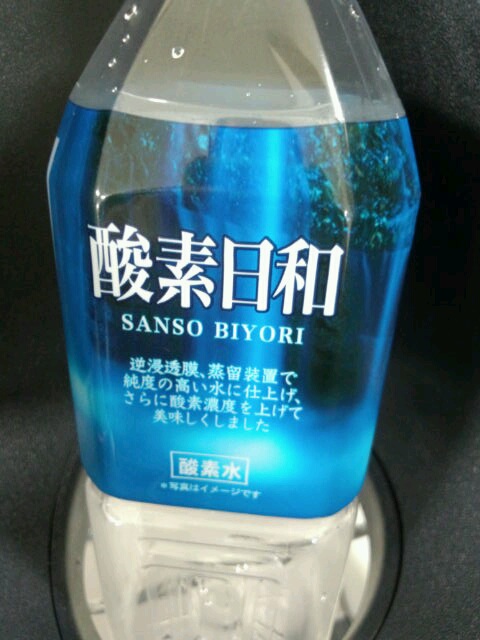 酸素日和
SANSO BIYORI
逆浸透膜、蒸留装置で
純度の高い水に仕上げ、
さらに酸素濃度を上げて
美味しくしました
酸素水
＊写真はイメージです